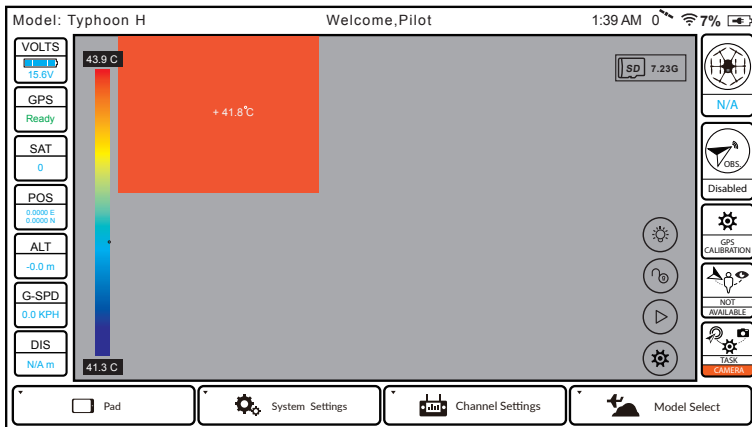 Model: Typhoon H
Welcome,Pilot
1:39 AM 0 7%
VOLTS
15.6V
GPS
Ready
SAT
0
POS
0.0000 E
0.0000 N
ALT
-0.0 m
G-SPD
0.0 KPH
DIS
N/A m
43.9 C
+ 41.8°C
41.3 C
SD 7.23G
N/A
OBS.
Disabled
GPS
CALIBRATION
NOT
AVAILABLE
TASK
CAMERA
Pad
System Settings
Channel Settings
Model Select